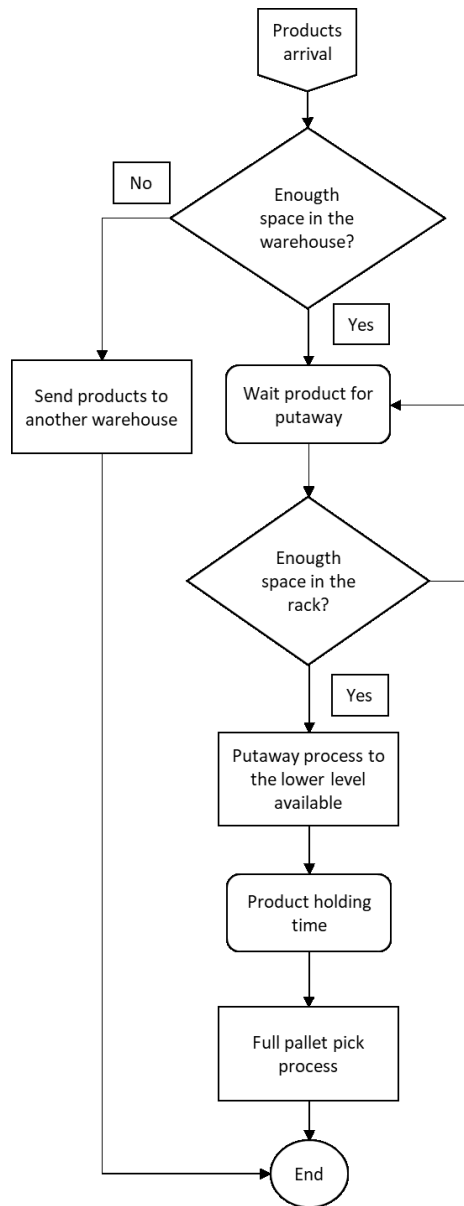 Products
arrival
No
Enougth
space in the
warehouse?
Yes
Send products to
another warehouse
Wait product for
putaway
Enougth
space in the
rack?
Yes
Putaway process to
the lower level
available
Product holding
time
Full pallet pick
process
End